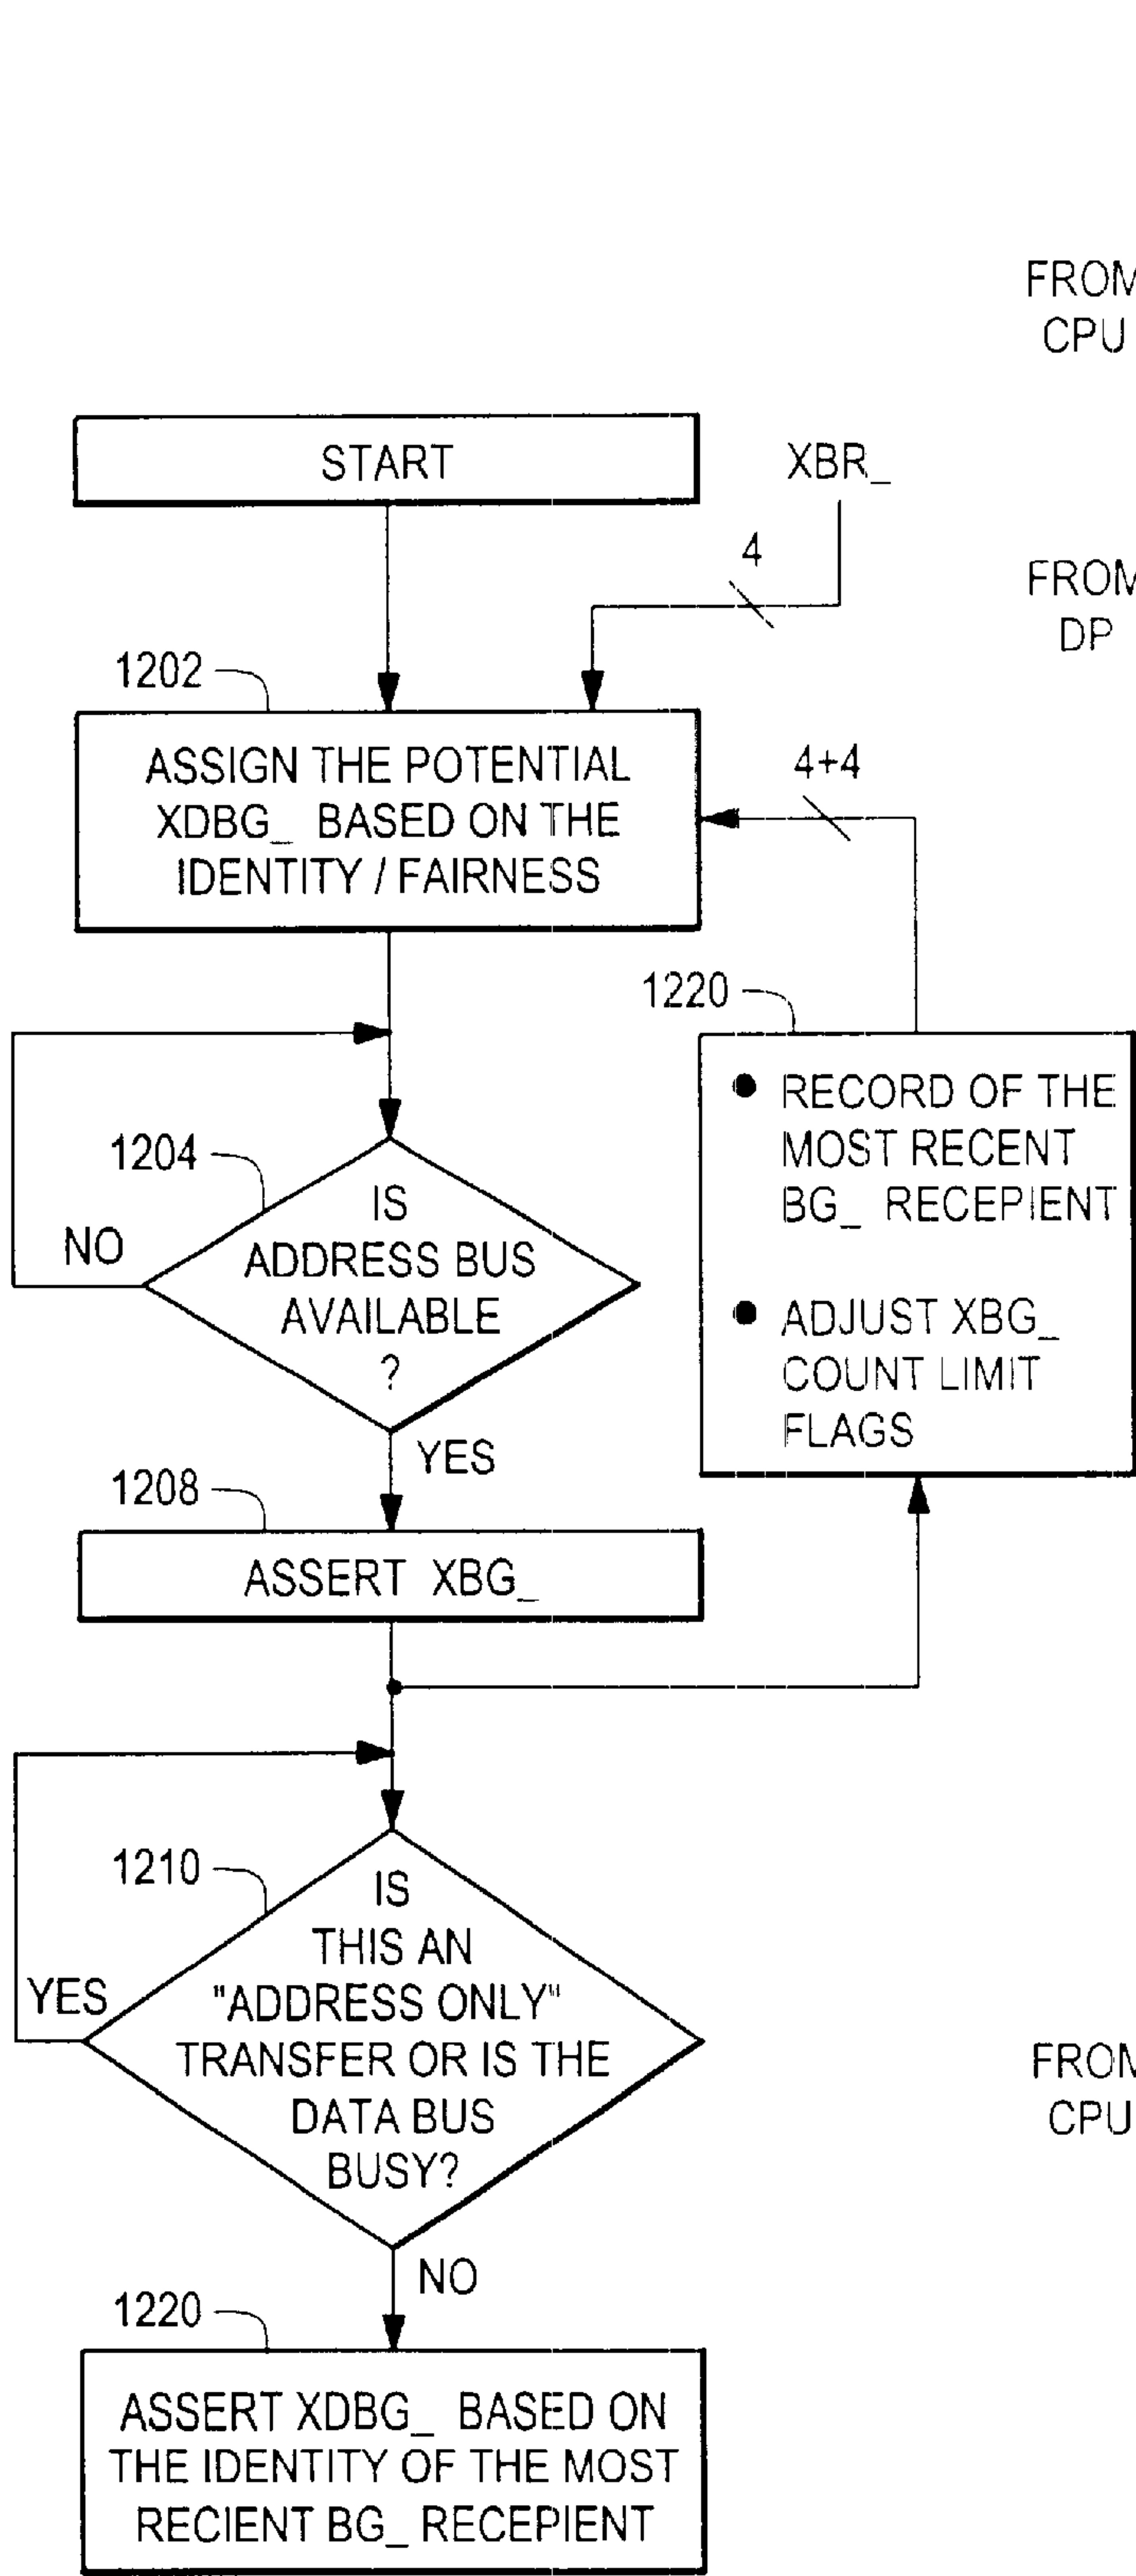 FROM
CPU
START
XBR_
4
FROM
DP
1202
ASSIGN THE POTENTIAL
XDBG_ BASED ON THE
IDENTITY / FAIRNESS
4+4
1220
● RECORD OF THE
MOST RECENT
BG_ RECEPIENT
● ADJUST XBG_
COUNT LIMIT
FLAGS
1204
IS
ADDRESS BUS
AVAILABLE
?
NO
YES
1208
ASSERT XBG_
1210
IS
THIS AN
"ADDRESS ONLY"
TRANSFER OR IS THE
DATA BUS
BUSY?
YES
NO
FROM
CPU
1220
ASSERT XDBG_ BASED ON
THE IDENTITY OF THE MOST
RECIENT BG_ RECEPIENT